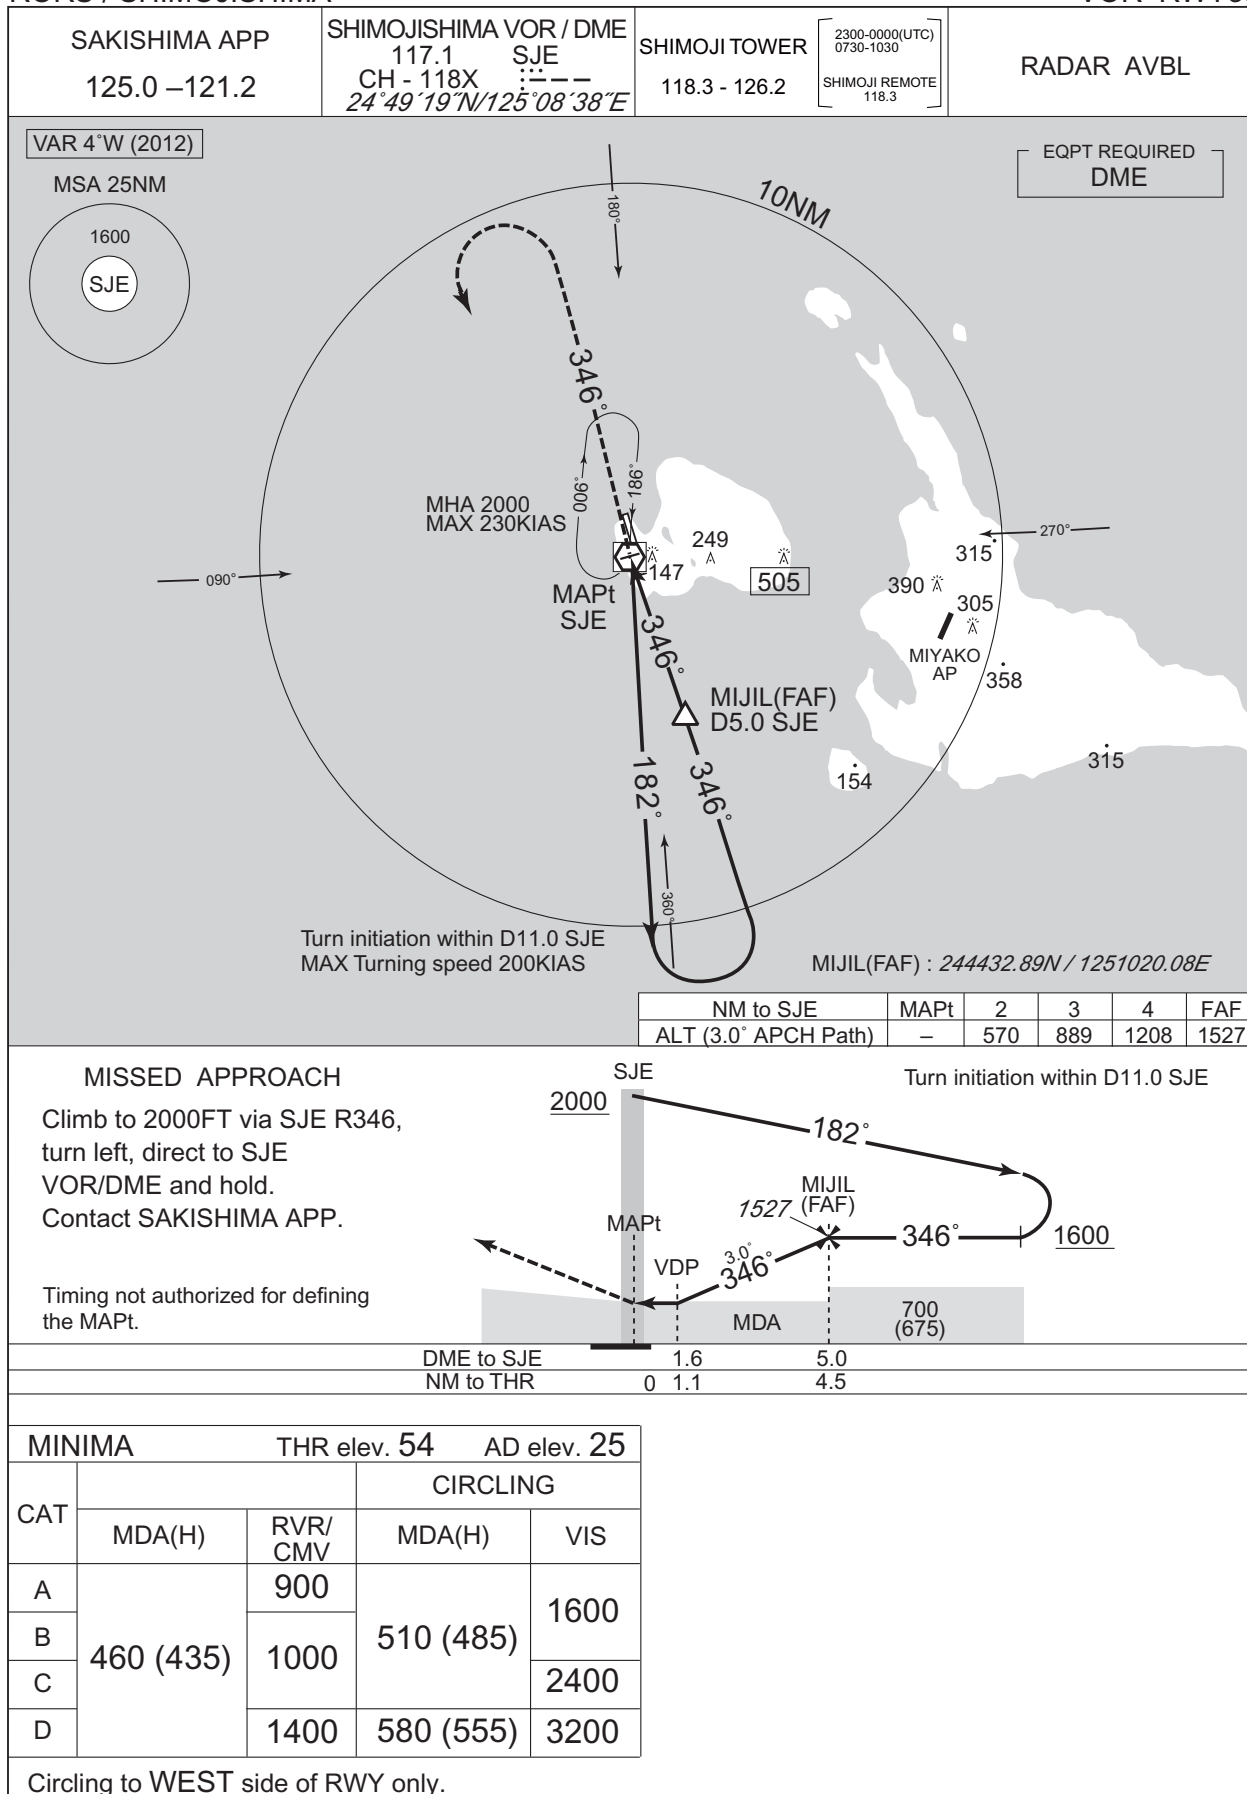 SAKISHIMA APP
125.0 –121.2
SHIMOJISHIMA VOR / DME
117.1 SJE
CH - 118X
24˚49´19˝N/125˚08´38˝E
SHIMOJI TOWER
118.3 - 126.2
2300-0000(UTC)
0730-1030
SHIMOJI REMOTE
118.3
RADAR AVBL
VAR 4˚W (2012)
MSA 25NM
1600
SJE
EQPT REQUIRED
DME
10NM
180°
346°
006°
186°
MHA 2000
MAX 230KIAS
090°
270°
249
147
505
315
390
305
MIYAKO
AP
358
315
154
MAPt
SJE
346°
MIJIL(FAF)
D5.0 SJE
182°
346°
360°
Turn initiation within D11.0 SJE
MAX Turning speed 200KIAS
MIJIL(FAF) : 244432.89N / 1251020.08E
NM to SJE MAPt 2 3 4 FAF
ALT (3.0˚ APCH Path) – 570 889 1208 1527
MISSED APPROACH
Climb to 2000FT via SJE R346,
turn left, direct to SJE
VOR/DME and hold.
Contact SAKISHIMA APP.
Timing not authorized for defining
the MAPt.
SJE
Turn initiation within D11.0 SJE
2000
182°
MIJIL
(FAF)
1527
MAPt
346°
1600
VDP
3.0°
346°
MDA
700
(675)
DME to SJE 1.6 5.0
NM to THR 0 1.1 4.5
MINIMA THR elev. 54 AD elev. 25
CAT
CIRCLING
MDA(H) RVR/ CMV MDA(H) VIS
A 900
B 460 (435) 1000 510 (485) 1600
C 2400
D 1400 580 (555) 3200
Circling to WEST side of RWY only.